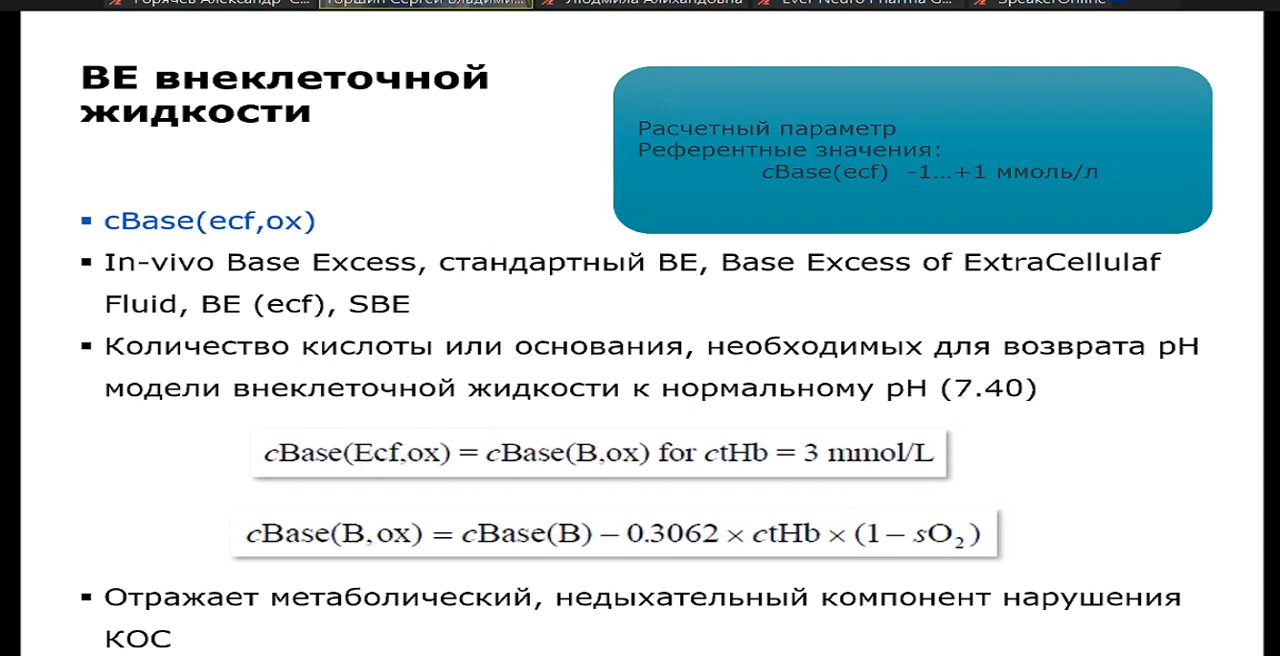 ВЕ внеклеточной
жидкости
Расчетный параметр
Референтные значения:
cBase(ecf) -1...+1 ммоль/л
▪ cBase(ecf,ox)
▪ In-vivo Base Excess, стандартный ВЕ, Base Excess of ExtraCellulaf
Fluid, BE (ecf), SBE
▪ Количество кислоты или основания, необходимых для возврата рН
модели внеклеточной жидкости к нормальному рН (7.40)
cBase(Ecf,ox) = cBase(B,ox) for ctHb = 3 mmol/L
cBase(B,ox) = cBase(B) – 0.3062 × ctHb × (1 – sO₂)
▪ Отражает метаболический, недыхательный компонент нарушения
КОС